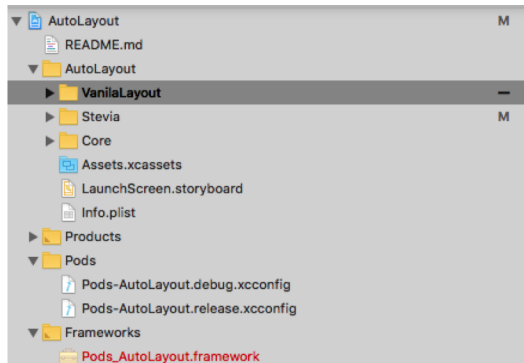 AutoLayout M
README.md
AutoLayout
VanilaLayout –
Stevia M
Core
Assets.xcassets
LaunchScreen.storyboard
Info.plist
Products
Pods
Pods-AutoLayout.debug.xcconfig
Pods-AutoLayout.release.xcconfig
Frameworks
Pods_AutoLayout.framework